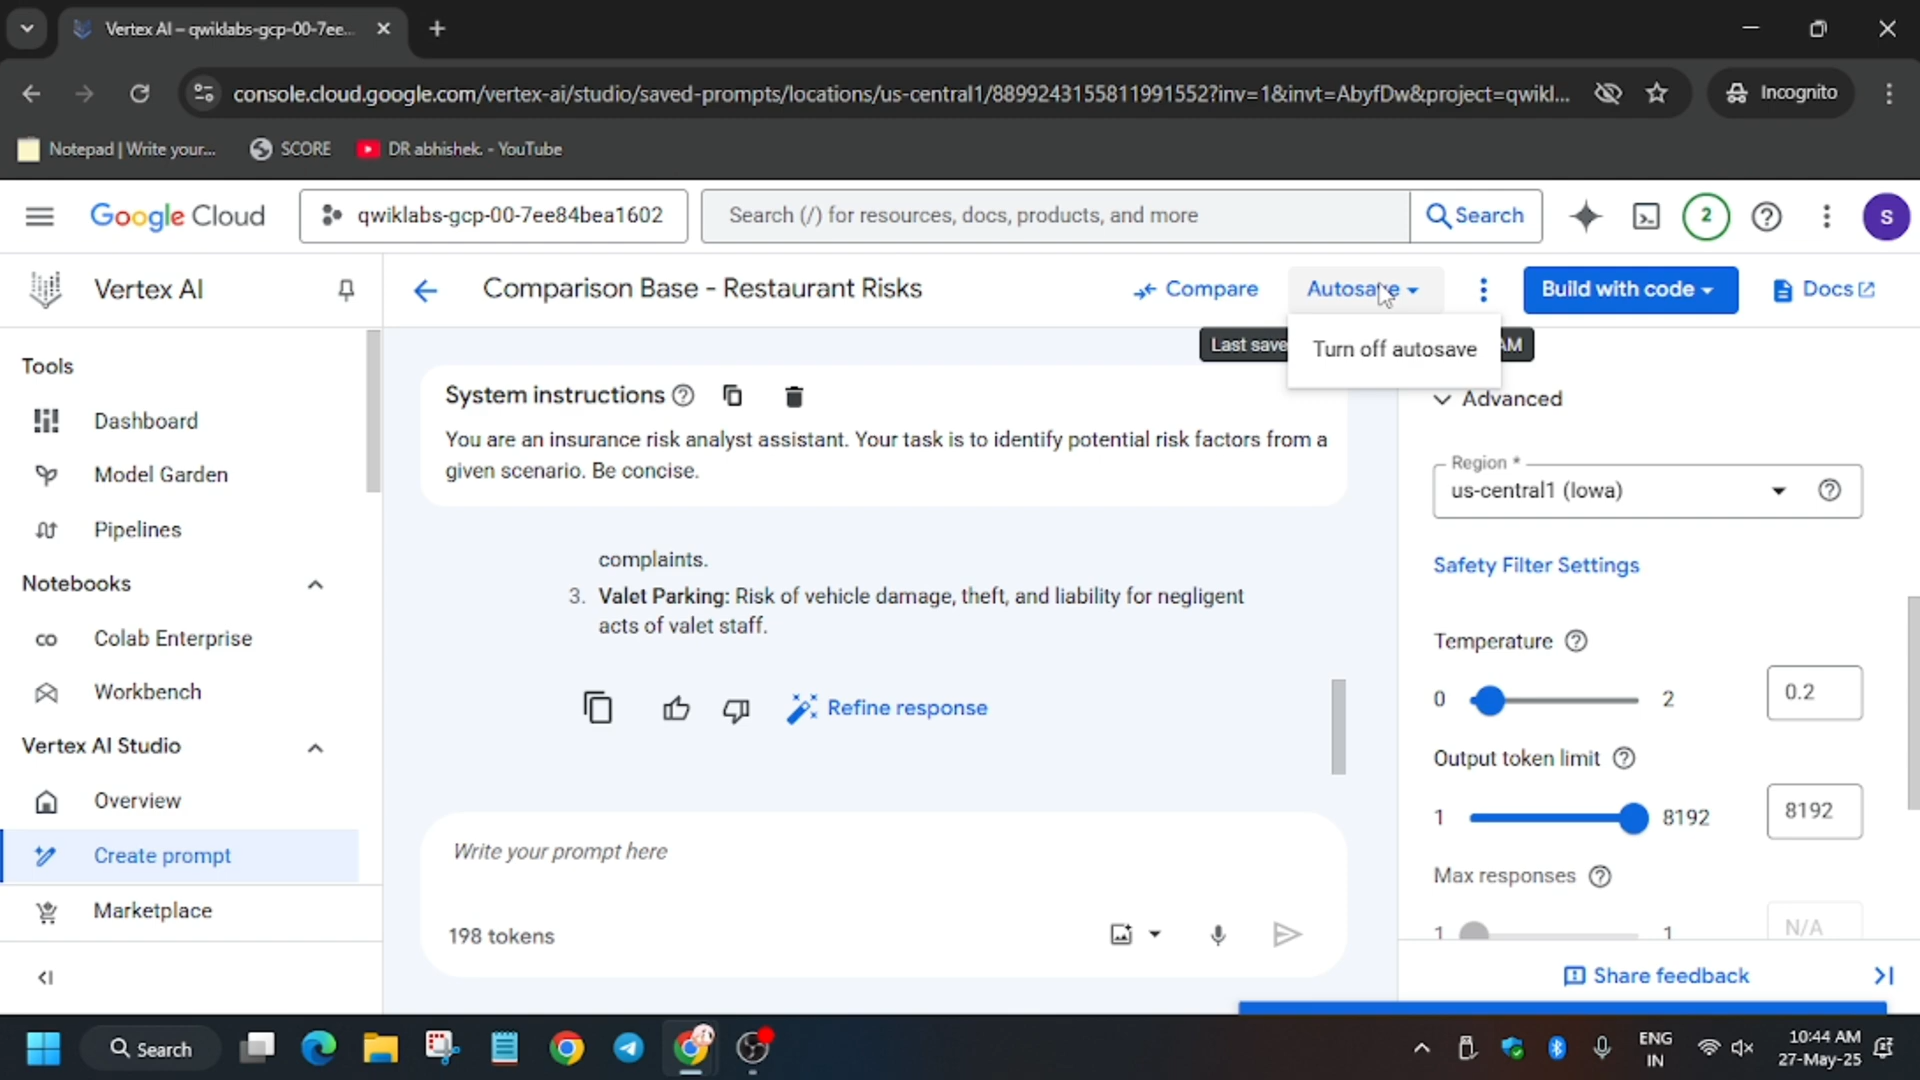 Vertex AI – qwiklabs-gcp-00-7ee...
console.cloud.google.com/vertex-ai/studio/saved-prompts/locations/us-central1/8899243155811991552?inv=1&invt=AbyfDw&project=qwikl...
Incognito
Notepad | Write your...
SCORE
DR abhishek. - YouTube
Google Cloud
qwiklabs-gcp-00-7ee84bea1602
Search (/) for resources, docs, products, and more
Search
2
S
Vertex AI
Comparison Base - Restaurant Risks
Compare
Autosave
Build with code
Docs
Last save
Turn off autosave
AM
Tools
Dashboard
Model Garden
Pipelines
Notebooks
Colab Enterprise
Workbench
Vertex AI Studio
Overview
Create prompt
Marketplace
System instructions
You are an insurance risk analyst assistant. Your task is to identify potential risk factors from a
given scenario. Be concise.
complaints.
3. Valet Parking: Risk of vehicle damage, theft, and liability for negligent
acts of valet staff.
Refine response
Write your prompt here
198 tokens
Advanced
Region *
us-central1 (Iowa)
Safety Filter Settings
Temperature
0
2
0.2
Output token limit
1
8192
8192
Max responses
1
1
N/A
Share feedback
Search
ENG
IN
10:44 AM
27-May-25